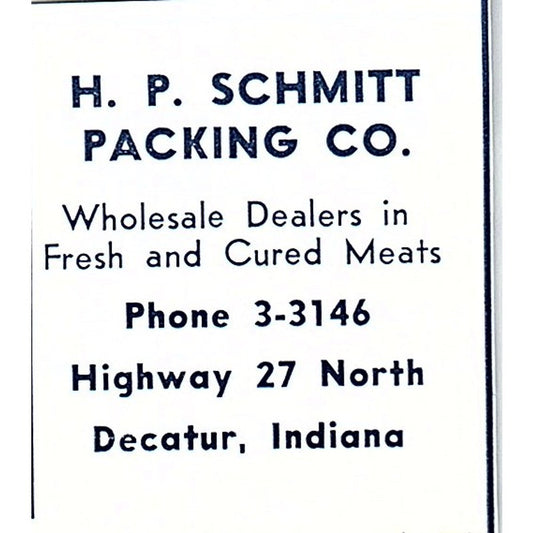 H. P. SCHMITT
PACKING CO.
Wholesale Dealers in
Fresh and Cured Meats
Phone 3-3146
Highway 27 North
Decatur, Indiana